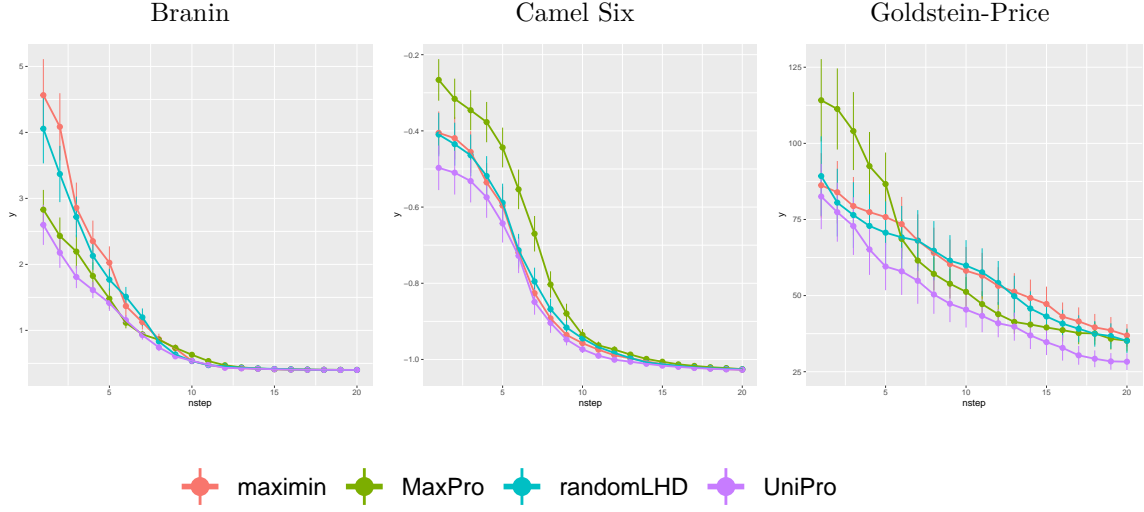 Branin
Camel Six
Goldstein-Price
5
4
3
2
1
y
5
10
15
20
nstep
−0.2
−0.4
−0.6
−0.8
−1.0
y
5
10
15
20
nstep
125
100
75
50
25
y
5
10
15
20
nstep
maximin MaxPro randomLHD UniPro